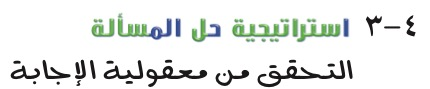 ٤-٣ استراتيجية حل المسألة
التحقق من معقولية الإجابة